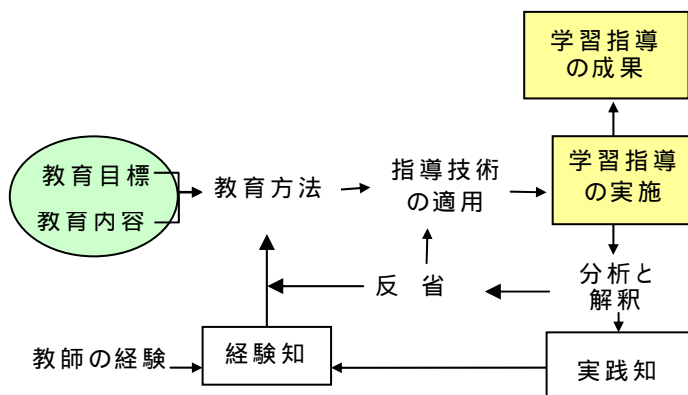 学習指導
の成果
教育目標
教育内容
教育方法
指導技術
の適用
学習指導
の実施
反 省
分析と
解釈
教師の経験
経験知
実践知